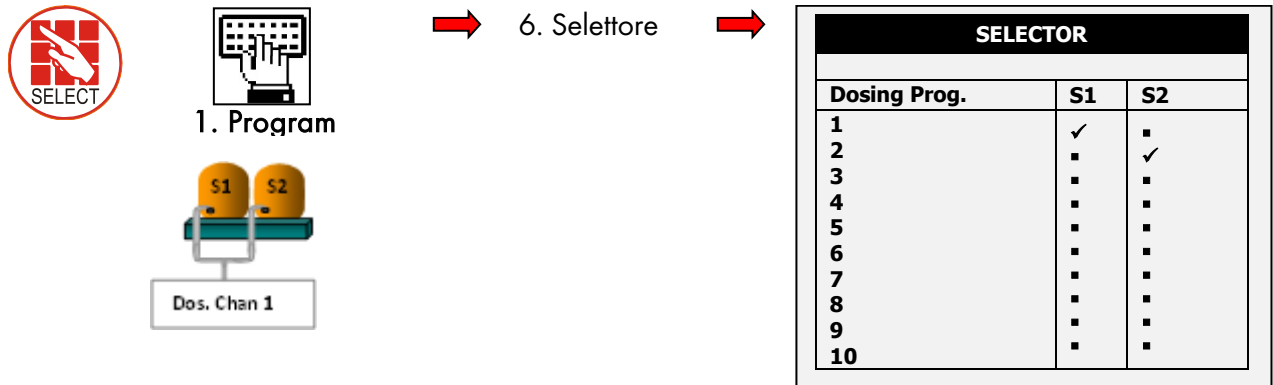 SELECT
1. Program
6. Selettore
S1 S2
Dos. Chan 1
SELECTOR
Dosing Prog. S1 S2
1 ✓ ▪
2 ▪ ✓
3 ▪ ▪
4 ▪ ▪
5 ▪ ▪
6 ▪ ▪
7 ▪ ▪
8 ▪ ▪
9 ▪ ▪
10 ▪ ▪